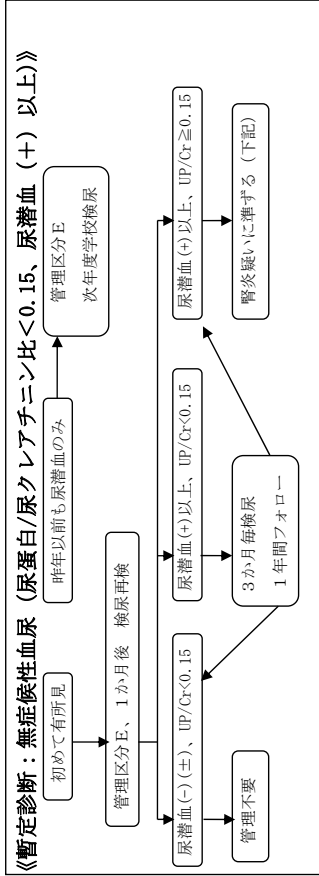 《暫定診断：無症候性血尿（尿蛋白/尿クレアチニン比＜0.15、尿潜血（＋）以上）》
初めて有所見
昨年以前も尿潜血のみ
管理区分Ｅ
次年度学校検尿
管理区分Ｅ、１か月後　検尿再検
尿潜血(-)(±)、UP/Cr<0.15
尿潜血(+)以上、UP/Cr<0.15
尿潜血(+)以上、UP/Cr≧0.15
管理不要
３か月毎検尿
１年間フォロー
腎炎疑いに準ずる（下記）